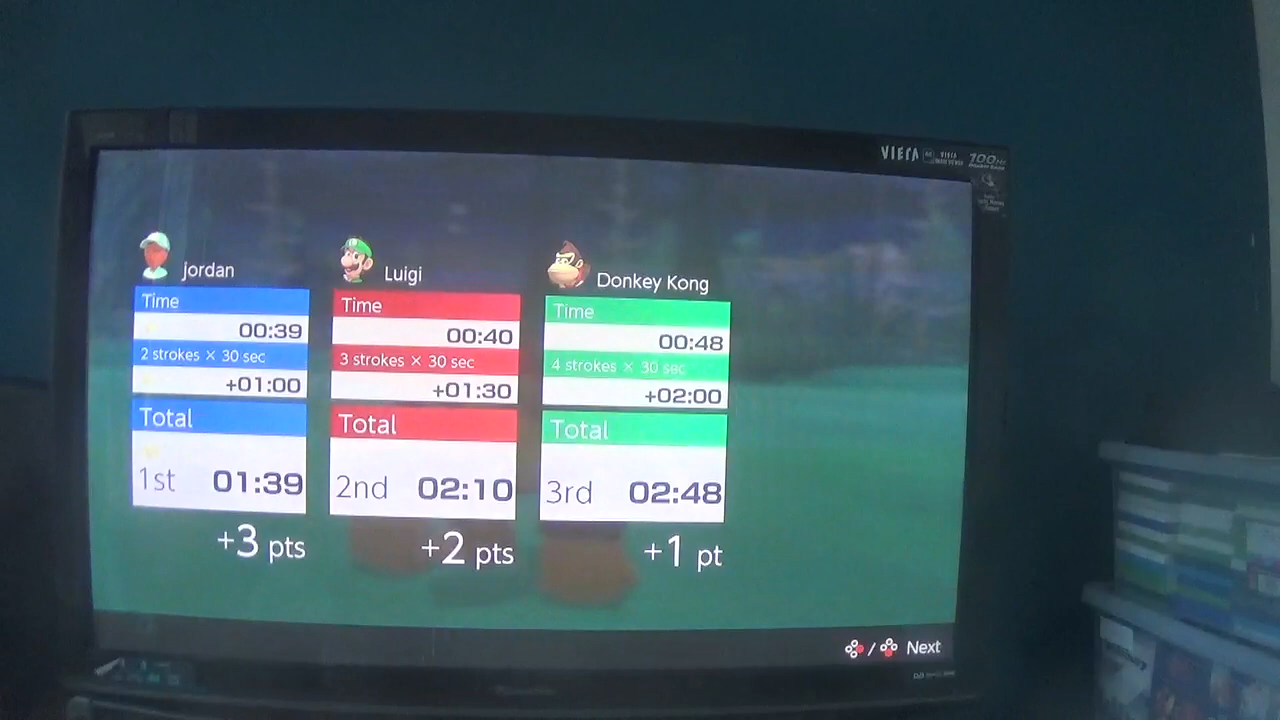 VIERA
VIERA
100Hz
jordan
Time
00:39
2 strokes × 30 sec
+01:00
Total
1st 01:39
+3 pts
Luigi
Time
00:40
3 strokes × 30 sec
+01:30
Total
2nd 02:10
+2 pts
Donkey Kong
Time
00:48
4 strokes × 30 sec
+02:00
Total
3rd 02:48
+1 pt
/ Next